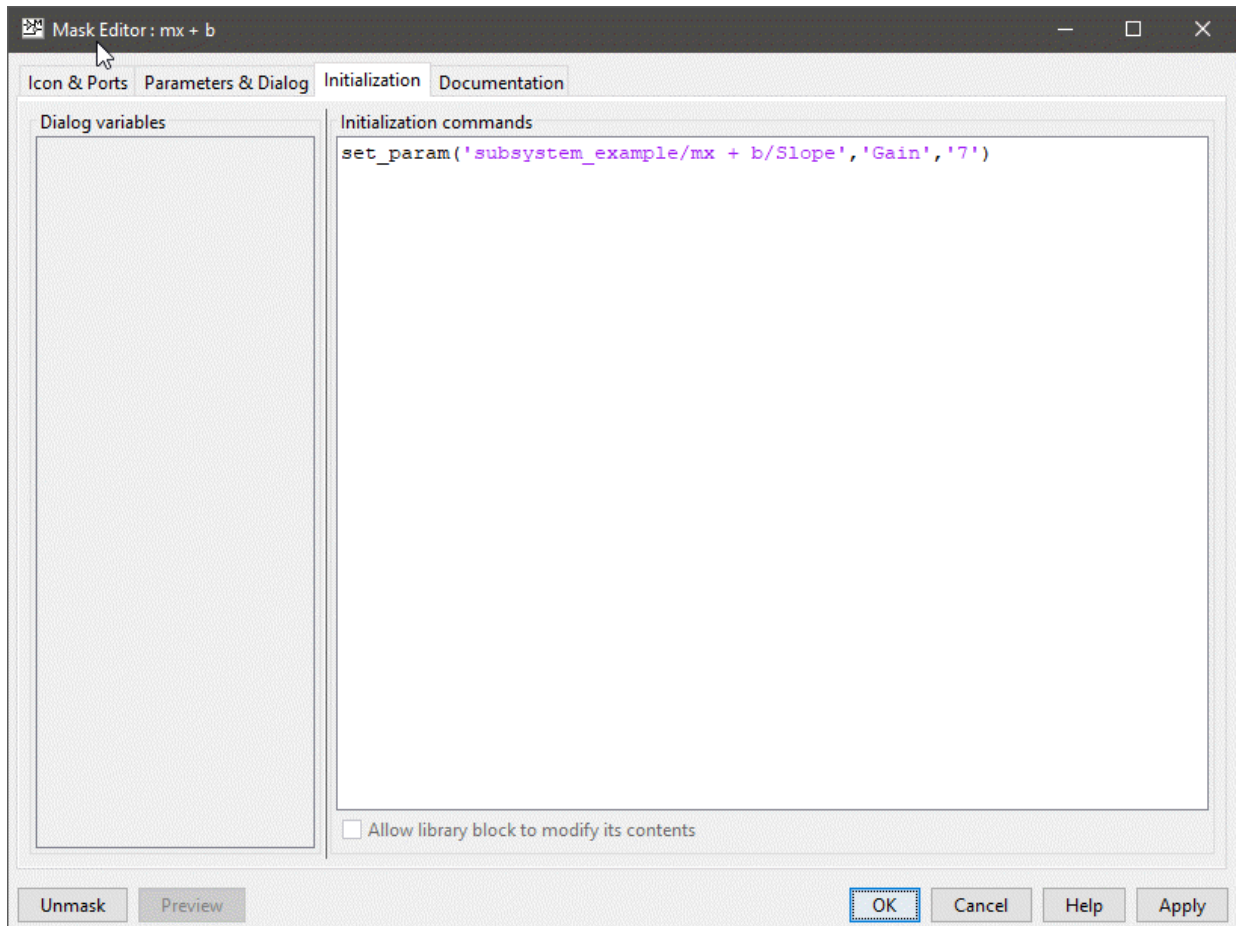 Mask Editor : mx + b
Icon & Ports Parameters & Dialog Initialization Documentation
Dialog variables
Initialization commands
set_param('subsystem_example/mx + b/Slope','Gain','7')
Allow library block to modify its contents
Unmask Preview OK Cancel Help Apply